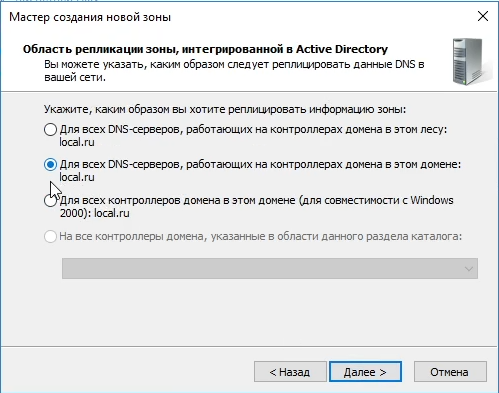 Мастер создания новой зоны
Область репликации зоны, интегрированной в Active Directory
Вы можете указать, каким образом следует реплицировать данные DNS в
вашей сети.
Укажите, каким образом вы хотите реплицировать информацию зоны:
Для всех DNS-серверов, работающих на контроллерах домена в этом лесу:
local.ru
Для всех DNS-серверов, работающих на контроллерах домена в этом домене:
local.ru
Для всех контроллеров домена в этом домене (для совместимости с Windows
2000): local.ru
На все контроллеры домена, указанные в области данного раздела каталога:
< Назад
Далее >
Отмена